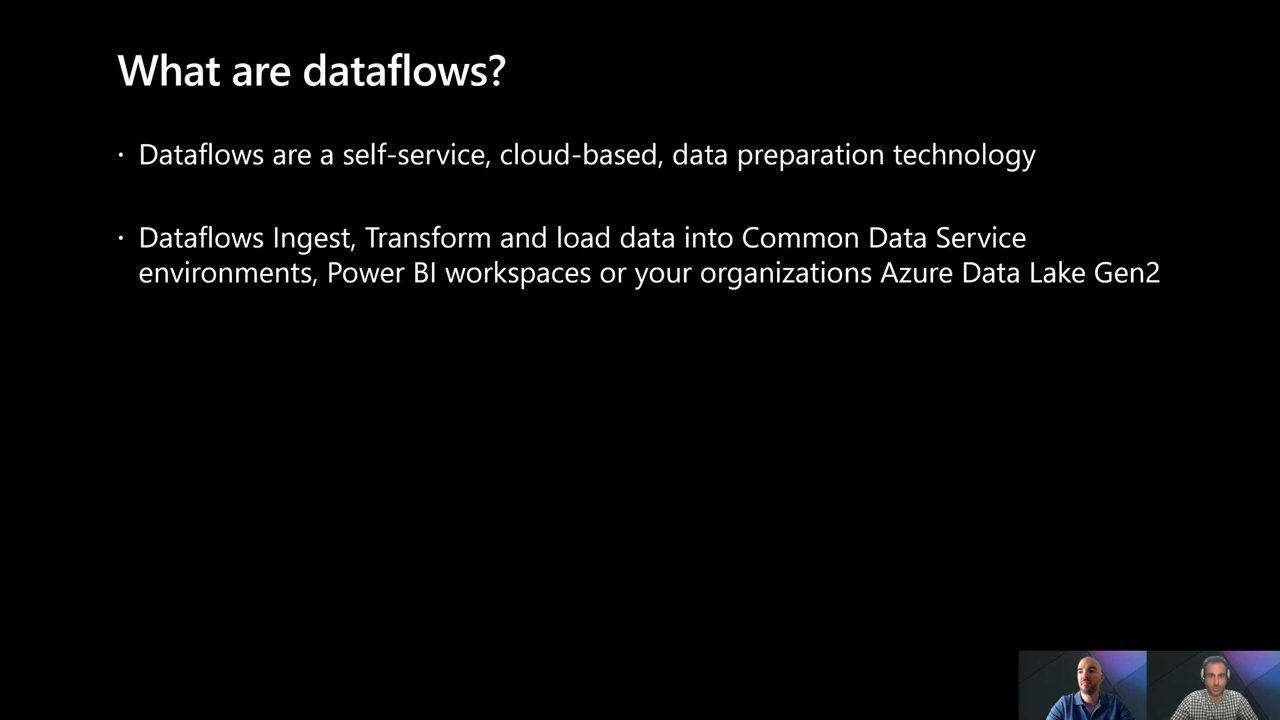 What are dataflows?
• Dataflows are a self-service, cloud-based, data preparation technology
• Dataflows Ingest, Transform and load data into Common Data Service
environments, Power BI workspaces or your organizations Azure Data Lake Gen2